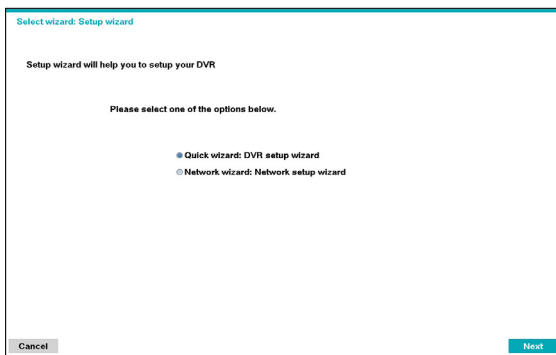 Select wizard: Setup wizard
Setup wizard will help you to setup your DVR
Please select one of the options below.
Quick wizard: DVR setup wizard
Network wizard: Network setup wizard
Cancel
Next